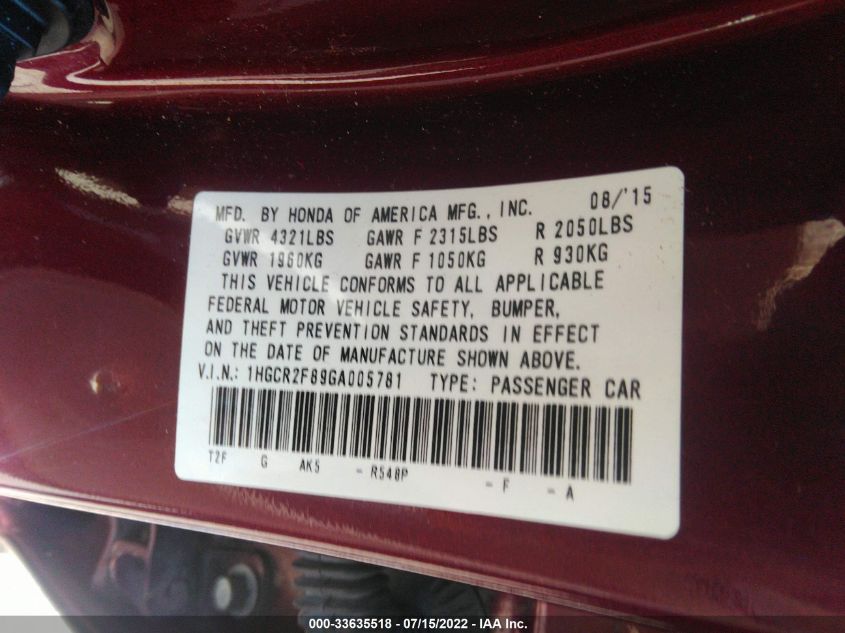 MFD. BY HONDA OF AMERICA MFG., INC. 08/'15
GVWR 4321LBS GAWR F 2315LBS R 2050LBS
GVWR 1960KG GAWR F 1050KG R 930KG
THIS VEHICLE CONFORMS TO ALL APPLICABLE
FEDERAL MOTOR VEHICLE SAFETY, BUMPER,
AND THEFT PREVENTION STANDARDS IN EFFECT
ON THE DATE OF MANUFACTURE SHOWN ABOVE.
V.I.N.: 1HGCR2F89GA005781 TYPE: PASSENGER CAR
T2F G AK5 - R548P - F - A
000-33635518 - 07/15/2022 - IAA Inc.